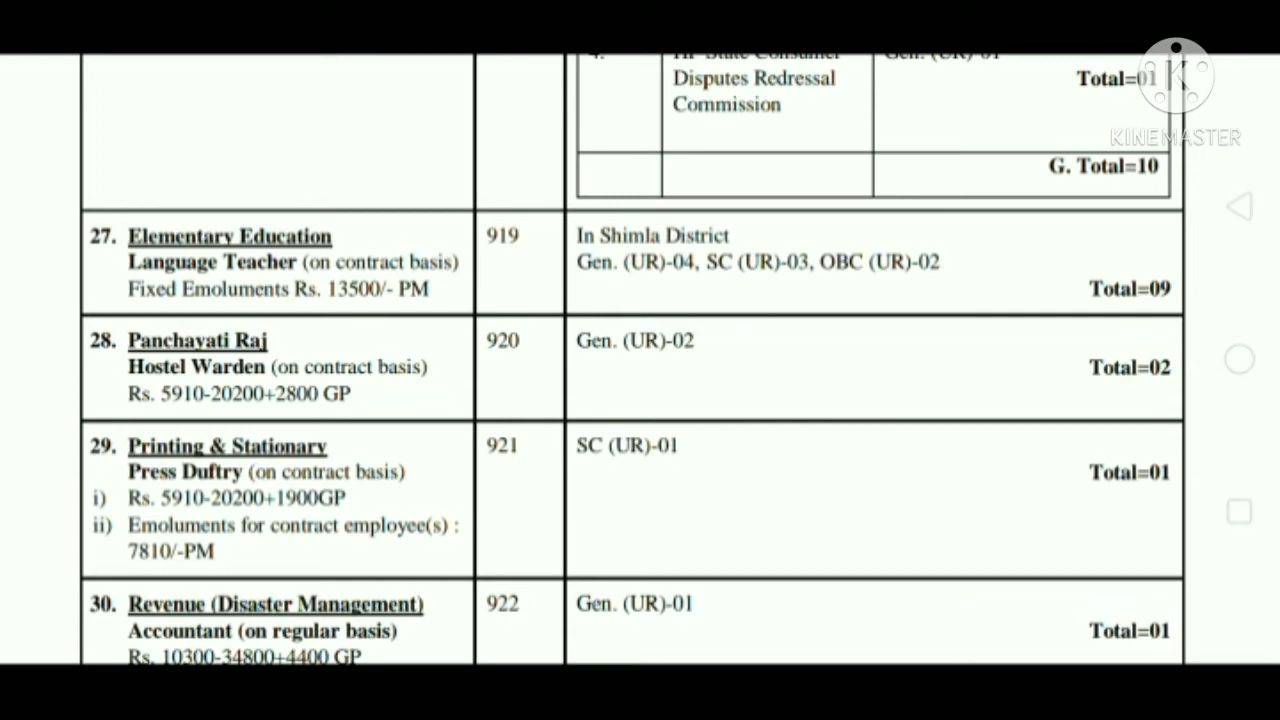 Disputes Redressal
Commission
Total=01
G. Total=10
K
KINEMASTER
27. Elementary Education
Language Teacher (on contract basis)
Fixed Emoluments Rs. 13500/- PM
919
In Shimla District
Gen. (UR)-04, SC (UR)-03, OBC (UR)-02
Total=09
28. Panchayati Raj
Hostel Warden (on contract basis)
Rs. 5910-20200+2800 GP
920
Gen. (UR)-02
Total=02
29. Printing & Stationary
Press Duftry (on contract basis)
i) Rs. 5910-20200+1900GP
ii) Emoluments for contract employee(s) :
7810/-PM
921
SC (UR)-01
Total=01
30. Revenue (Disaster Management)
Accountant (on regular basis)
Rs. 10300-34800+4400 GP
922
Gen. (UR)-01
Total=01